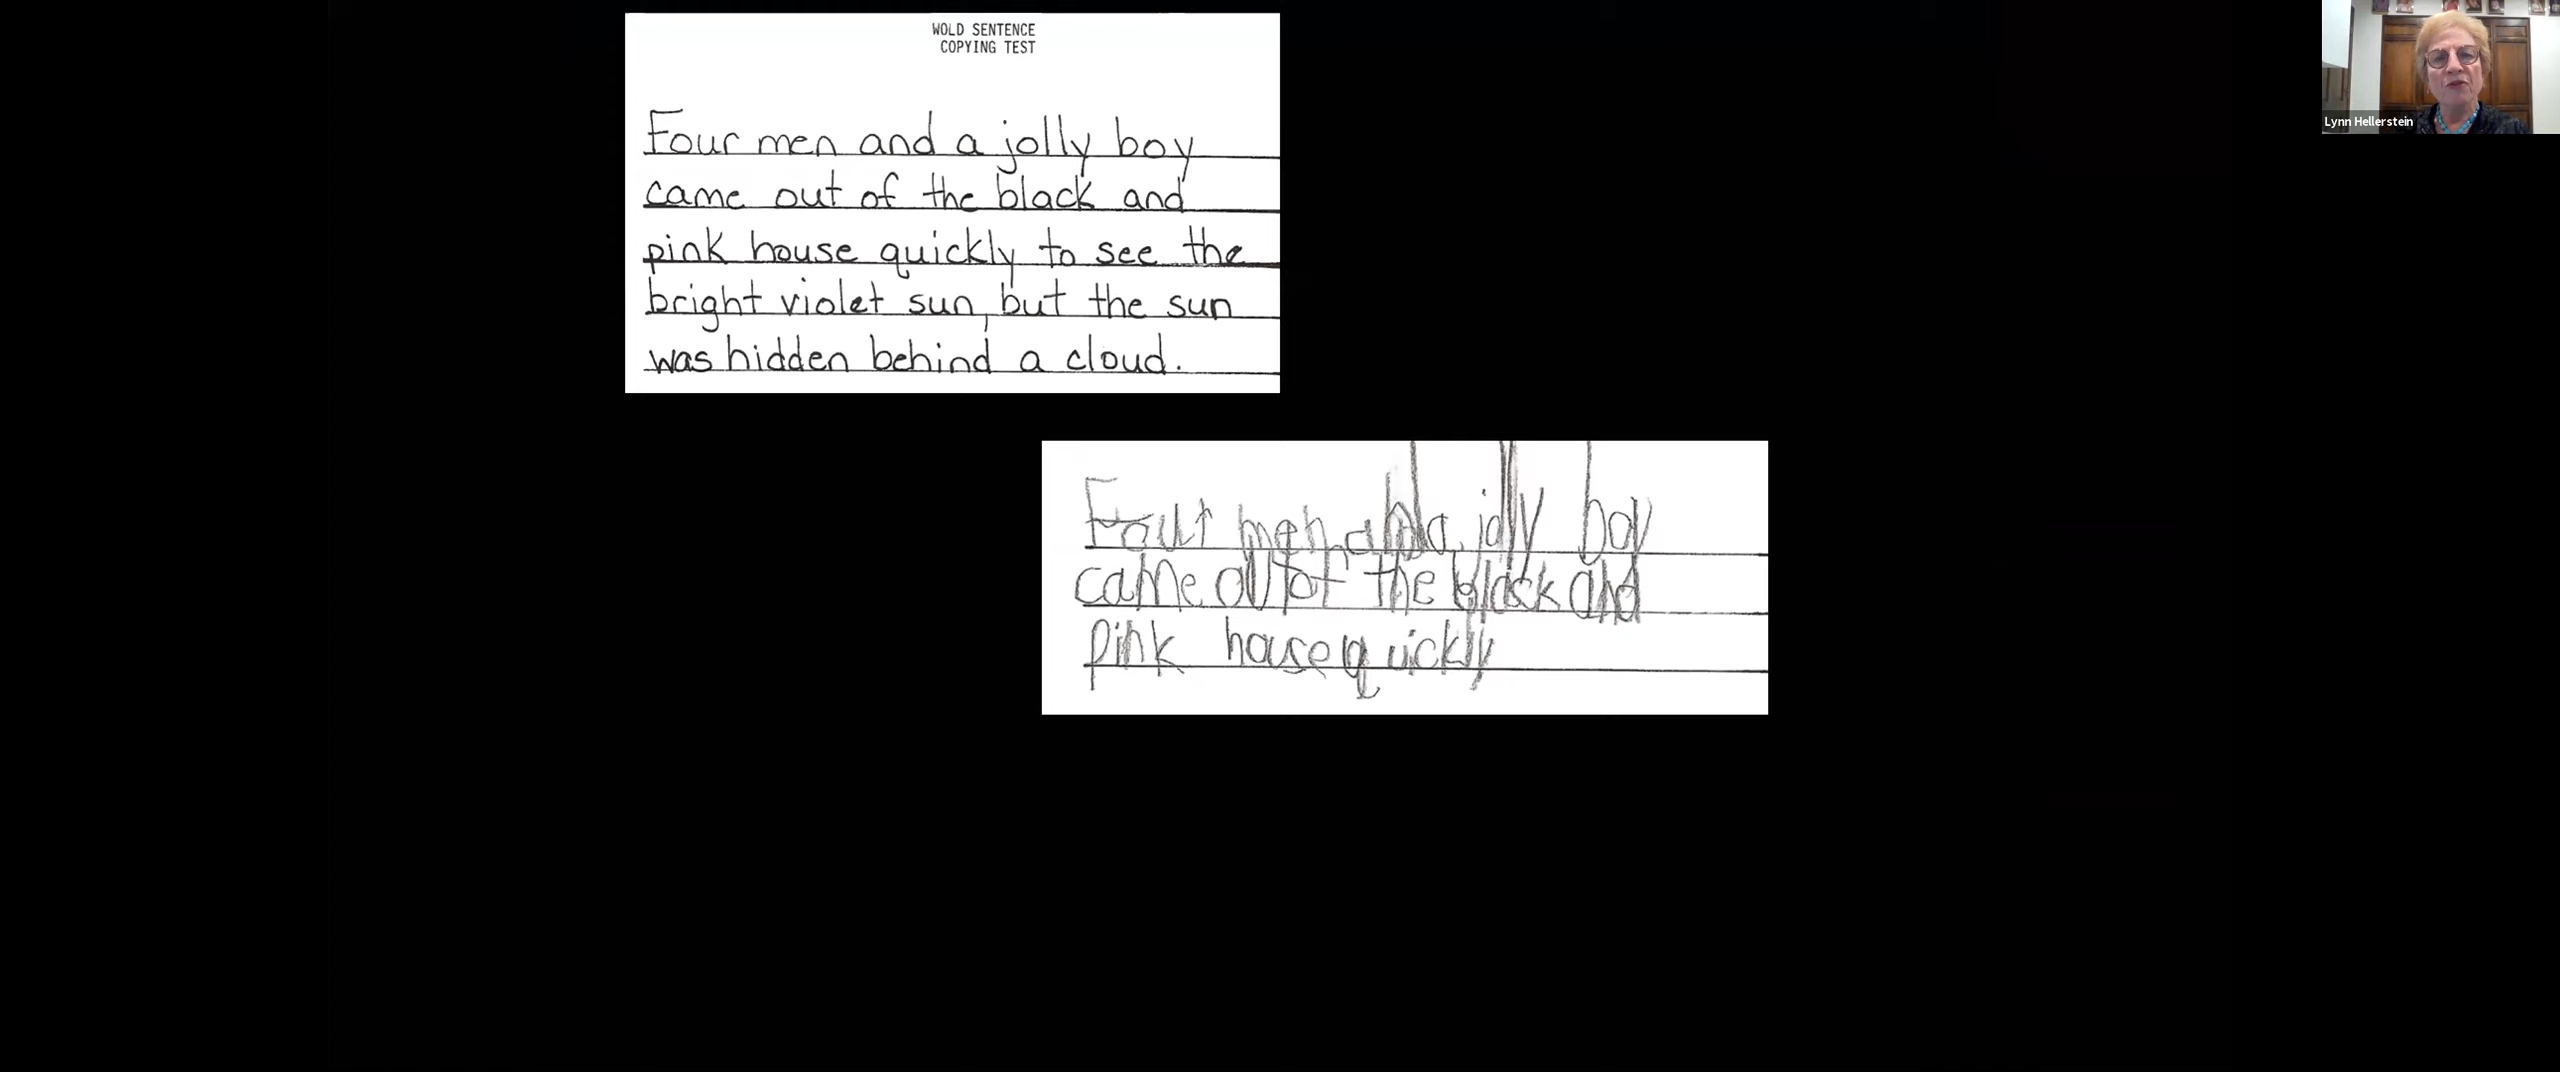 WOLD SENTENCE
COPYING TEST
Four men and a jolly boy
came out of the black and
pink house quickly to see the
bright violet sun, but the sun
was hidden behind a cloud.
Lynn Hellerstein
Four men and a jolly boy
came out of the black and
pink house quickly